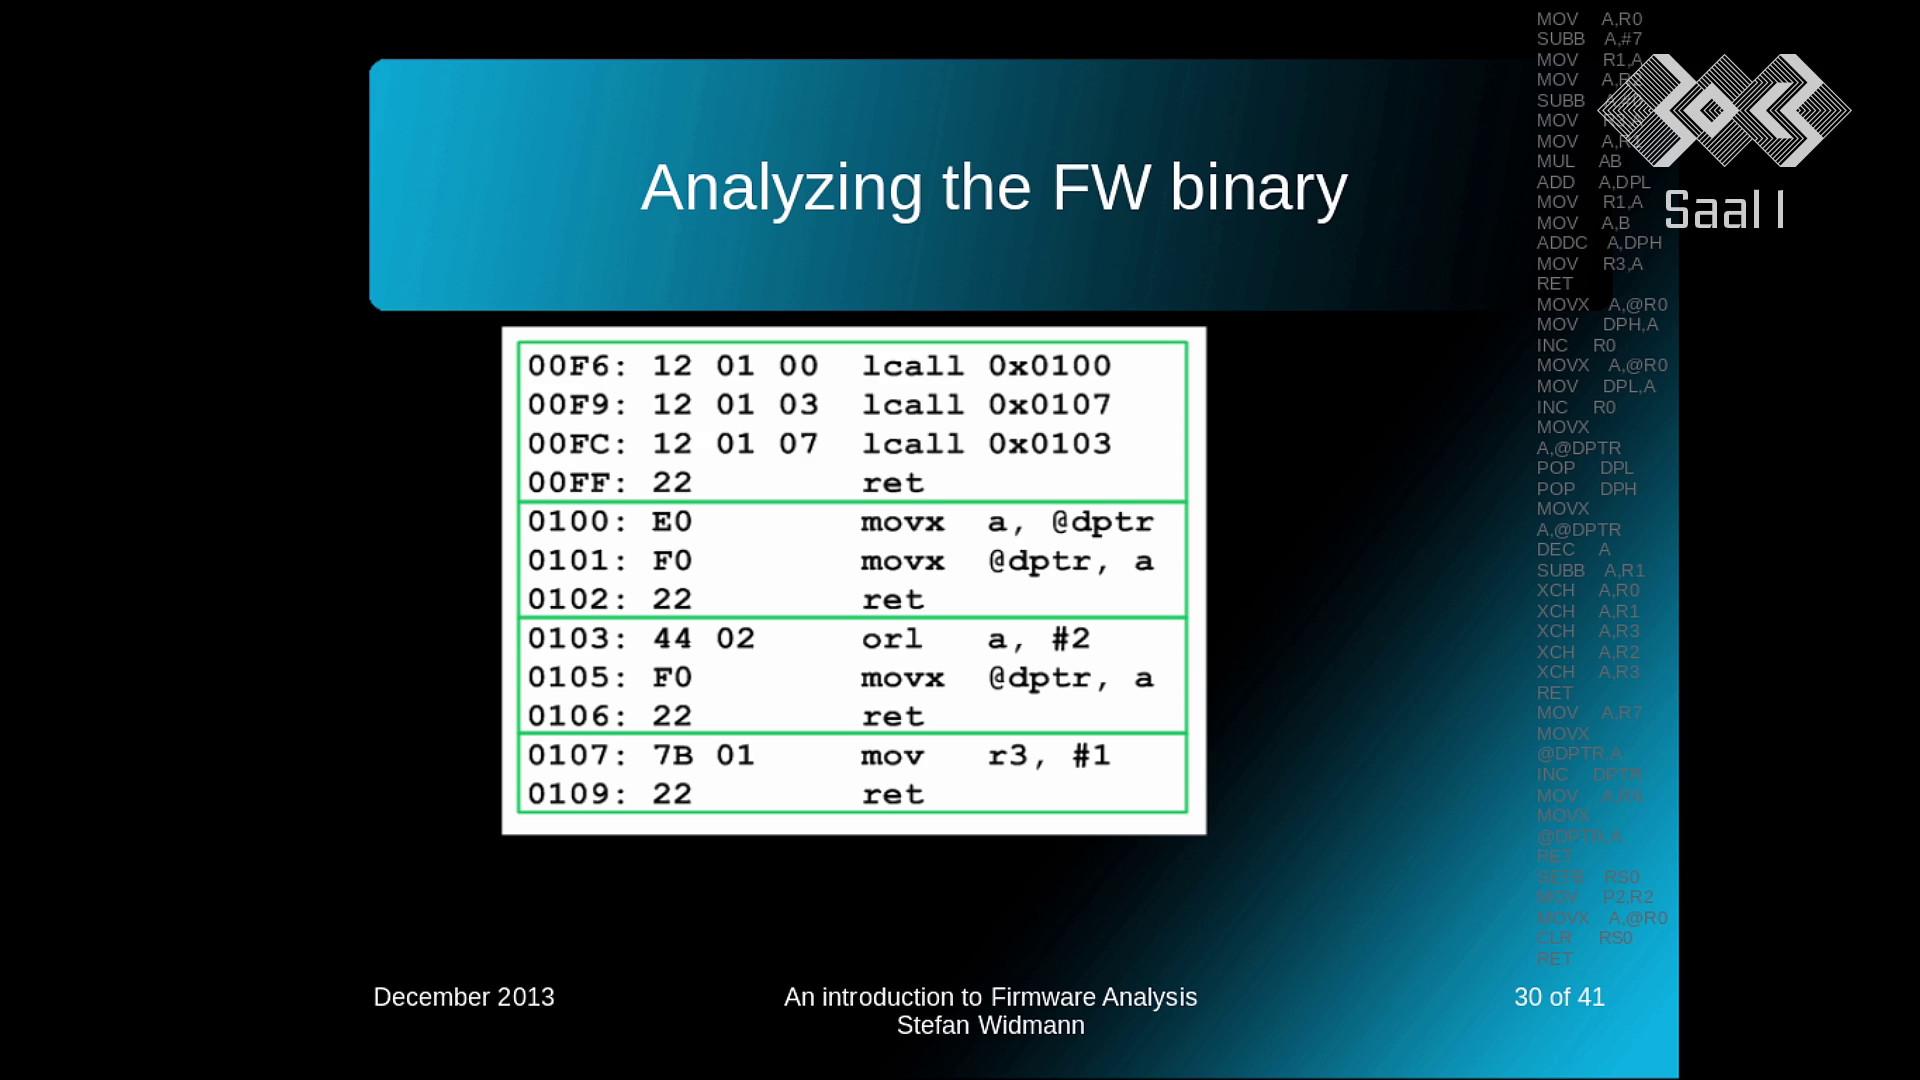 Analyzing the FW binary
Saal 1
00F6: 12 01 00 lcall 0x0100
00F9: 12 01 03 lcall 0x0107
00FC: 12 01 07 lcall 0x0103
00FF: 22 ret
0100: E0 movx a, @dptr
0101: F0 movx @dptr, a
0102: 22 ret
0103: 44 02 orl a, #2
0105: F0 movx @dptr, a
0106: 22 ret
0107: 7B 01 mov r3, #1
0109: 22 ret
MOV A,R0
SUBB A,#7
MOV R1,A
MOV
SUBB
MOV
MOV
MUL AB
ADD A,DPL
MOV R1,A
MOV A,B
ADDC A,DPH
MOV R3,A
RET
MOVX A,@R0
MOV DPH,A
INC R0
MOVX A,@R0
MOV DPL,A
INC R0
MOVX
A,@DPTR
POP DPL
POP DPH
MOVX
A,@DPTR
DEC A
SUBB A,R1
XCH A,R0
XCH A,R1
XCH A,R3
XCH A,R2
XCH A,R3
RET
MOV A,R7
MOVX
@DPTR,A
INC DPTR
MOV A,R6
MOVX
@DPTR,A
RET
SETB RS0
MOV P2,R2
MOVX A,@R0
CLR RS0
RET
December 2013
An introduction to Firmware Analysis
Stefan Widmann
30 of 41